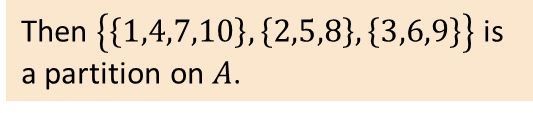 Then {{1,4,7,10}, {2,5,8}, {3,6,9}} is
a partition on A.